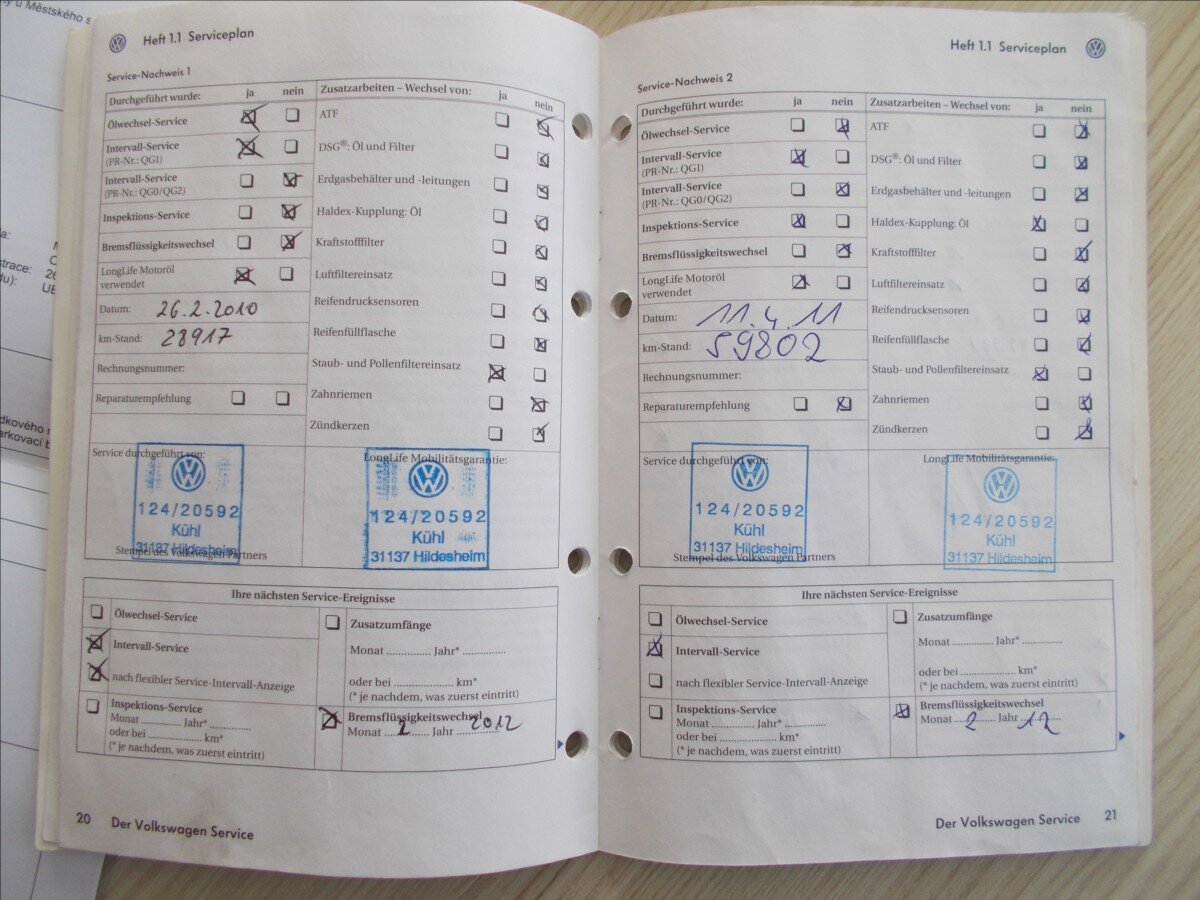 u Městského s
a:
strace:
du):
26
dkového
arkovací
Heft 1.1 Serviceplan
Service-Nachweis 1
Durchgeführt wurde: ja nein
Ölwechsel-Service
Intervall-Service
(PR-Nr.: QG1)
Intervall-Service
(PR-Nr.: QG0/QG2)
Inspektions-Service
Bremsflüssigkeitswechsel
LongLife Motoröl
verwendet
Datum: 26.2.2010
km-Stand: 28917
Rechnungsnummer:
Reparaturempfehlung
Zusatzarbeiten – Wechsel von: ja nein
ATF
DSG®: Öl und Filter
Erdgasbehälter und -leitungen
Haldex-Kupplung: Öl
Kraftstofffilter
Luftfiltereinsatz
Reifendrucksensoren
Reifenfüllflasche
Staub- und Pollenfiltereinsatz
Zahnriemen
Zündkerzen
Service durchgeführt von:
124/20592
Kühl
31137 Hildesheim
Stempel des Volkswagen Partners
LongLife Mobilitätsgarantie:
124/20592
Kühl
31137 Hildesheim
Ihre nächsten Service-Ereignisse
Ölwechsel-Service
Intervall-Service
nach flexibler Service-Intervall-Anzeige
Inspektions-Service
Monat ............ Jahr* ............
oder bei .................... km*
(* je nachdem, was zuerst eintritt)
Zusatzumfänge
Monat .............. Jahr* ..............
oder bei .................... km*
(* je nachdem, was zuerst eintritt)
Bremsflüssigkeitswechsel
Monat 2 Jahr 2012
20 Der Volkswagen Service
Heft 1.1 Serviceplan
Service-Nachweis 2
Durchgeführt wurde: ja nein
Ölwechsel-Service
Intervall-Service
(PR-Nr.: QG1)
Intervall-Service
(PR-Nr.: QG0/QG2)
Inspektions-Service
Bremsflüssigkeitswechsel
LongLife Motoröl
verwendet
Datum: 11.4.11
km-Stand: 59802
Rechnungsnummer:
Reparaturempfehlung
Zusatzarbeiten – Wechsel von: ja nein
ATF
DSG®: Öl und Filter
Erdgasbehälter und -leitungen
Haldex-Kupplung: Öl
Kraftstofffilter
Luftfiltereinsatz
Reifendrucksensoren
Reifenfüllflasche
Staub- und Pollenfiltereinsatz
Zahnriemen
Zündkerzen
Service durchgeführt von:
124/20592
Kühl
31137 Hildesheim
Stempel des Volkswagen Partners
LongLife Mobilitätsgarantie:
124/20592
Kühl
31137 Hildesheim
Ihre nächsten Service-Ereignisse
Ölwechsel-Service
Intervall-Service
nach flexibler Service-Intervall-Anzeige
Inspektions-Service
Monat ............ Jahr* ............
oder bei .................... km*
(* je nachdem, was zuerst eintritt)
Zusatzumfänge
Monat .............. Jahr* ..............
oder bei .................... km*
(* je nachdem, was zuerst eintritt)
Bremsflüssigkeitswechsel
Monat 2 Jahr 12
Der Volkswagen Service 21